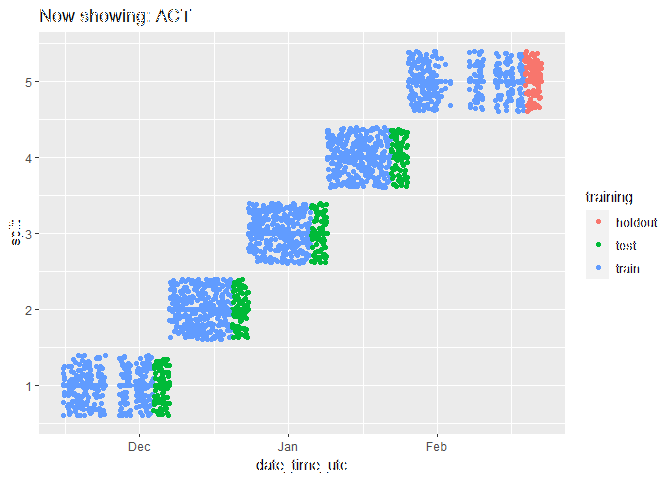 Now showing: ACT
5
4
3
2
1
Dec
Jan
Feb
date_time_utc
split
training
holdout
test
train